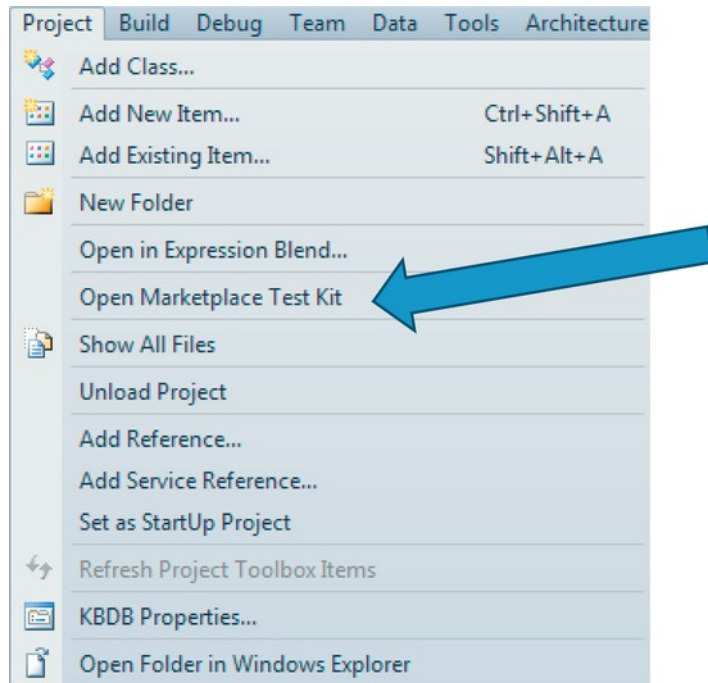 Project Build Debug Team Data Tools Architecture
Add Class...
Add New Item... Ctrl+Shift+A
Add Existing Item... Shift+Alt+A
New Folder
Open in Expression Blend...
Open Marketplace Test Kit
Show All Files
Unload Project
Add Reference...
Add Service Reference...
Set as StartUp Project
Refresh Project Toolbox Items
KBDB Properties...
Open Folder in Windows Explorer